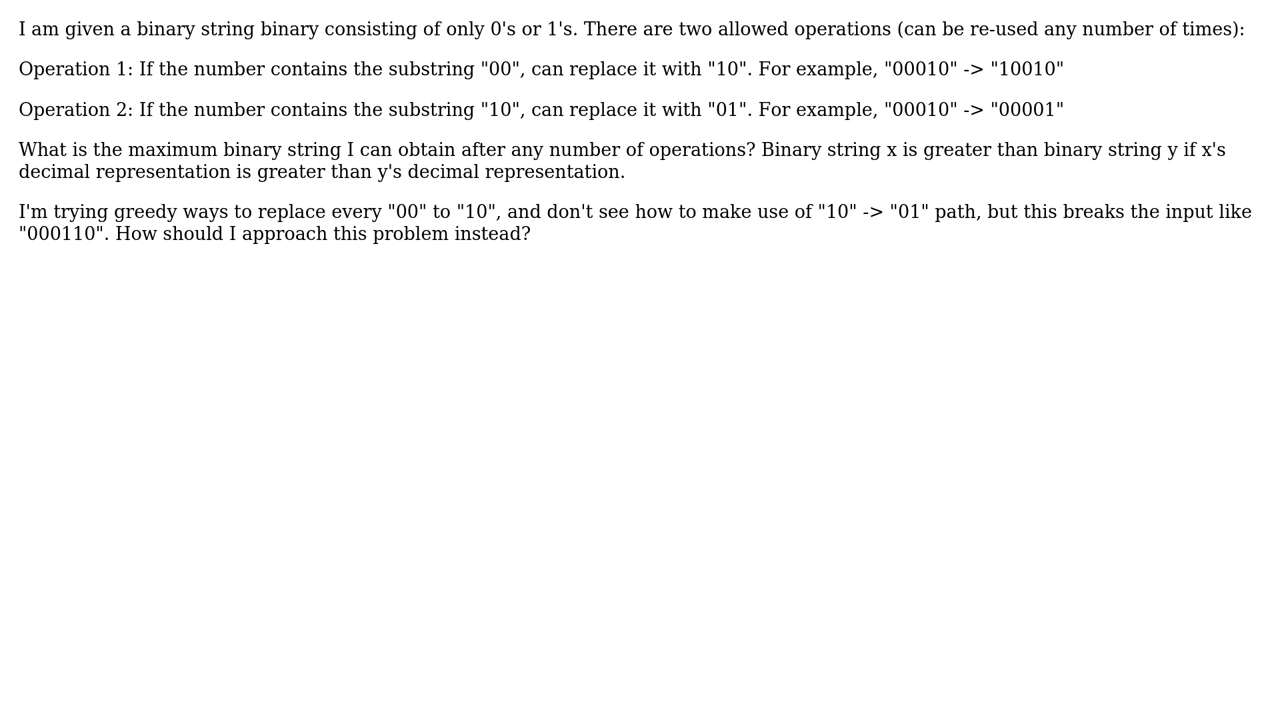 I am given a binary string binary consisting of only 0's or 1's. There are two allowed operations (can be re-used any number of times):
Operation 1: If the number contains the substring "00", can replace it with "10". For example, "00010" -> "10010"
Operation 2: If the number contains the substring "10", can replace it with "01". For example, "00010" -> "00001"
What is the maximum binary string I can obtain after any number of operations? Binary string x is greater than binary string y if x's
decimal representation is greater than y's decimal representation.
I'm trying greedy ways to replace every "00" to "10", and don't see how to make use of "10" -> "01" path, but this breaks the input like
"000110". How should I approach this problem instead?